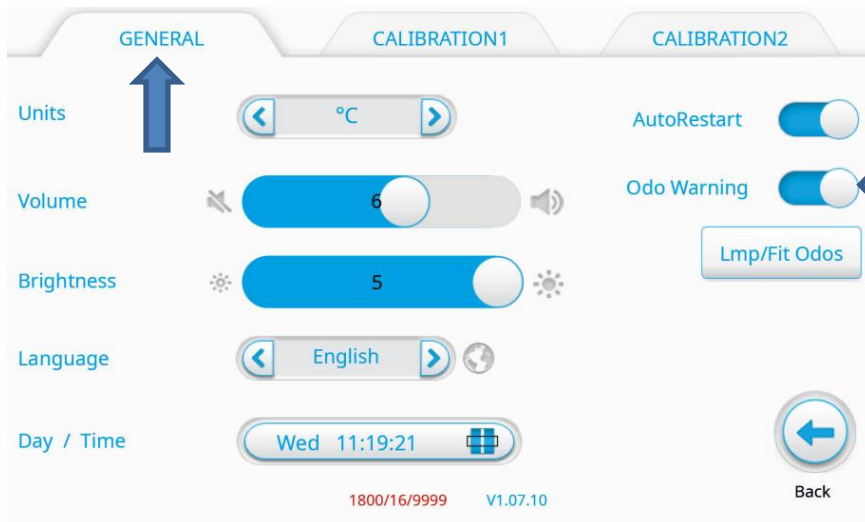 GENERAL CALIBRATION1 CALIBRATION2
Units °C AutoRestart
Volume 6 Odo Warning
Lmp/Fit Odos
Brightness 5
Language English
Day / Time Wed 11:19:21
Back
1800/16/9999 V1.07.10